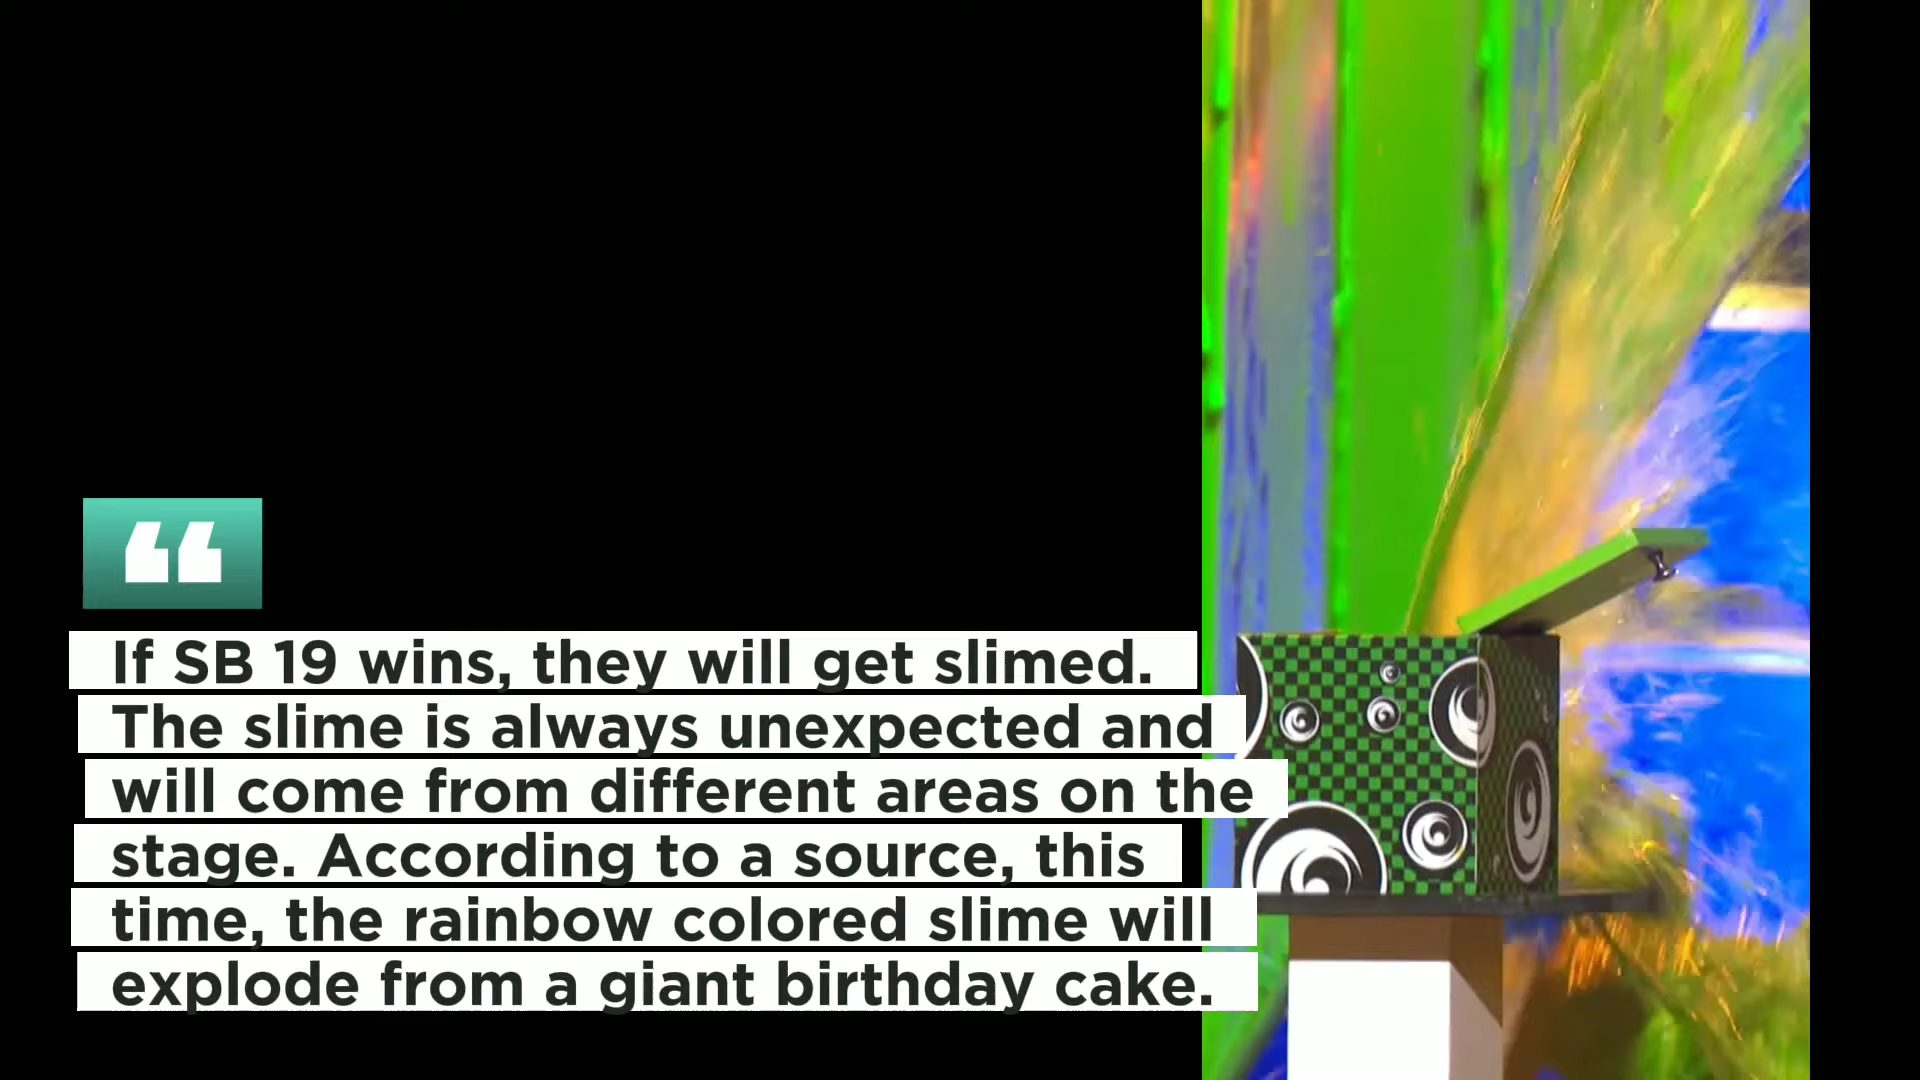 “
If SB 19 wins, they will get slimed.
The slime is always unexpected and
will come from different areas on the
stage. According to a source, this
time, the rainbow colored slime will
explode from a giant birthday cake.